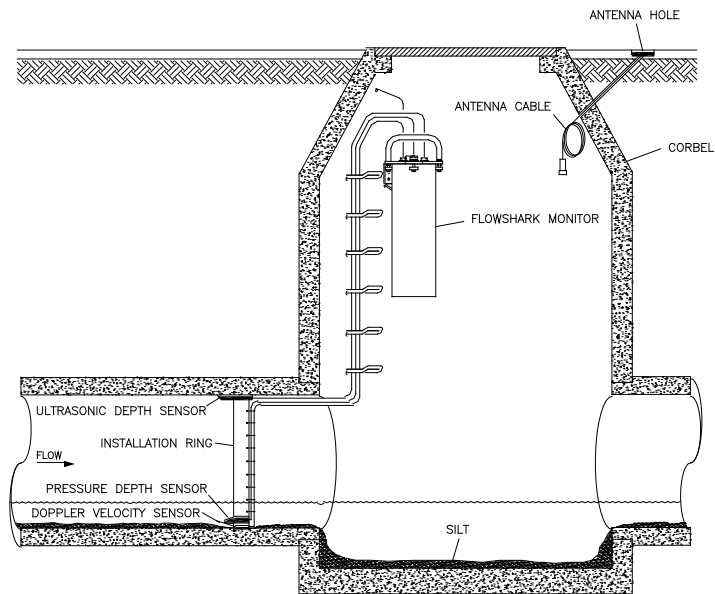 ANTENNA HOLE
ANTENNA CABLE
CORBEL
FLOWSHARK MONITOR
ULTRASONIC DEPTH SENSOR
INSTALLATION RING
FLOW
PRESSURE DEPTH SENSOR
DOPPLER VELOCITY SENSOR
SILT